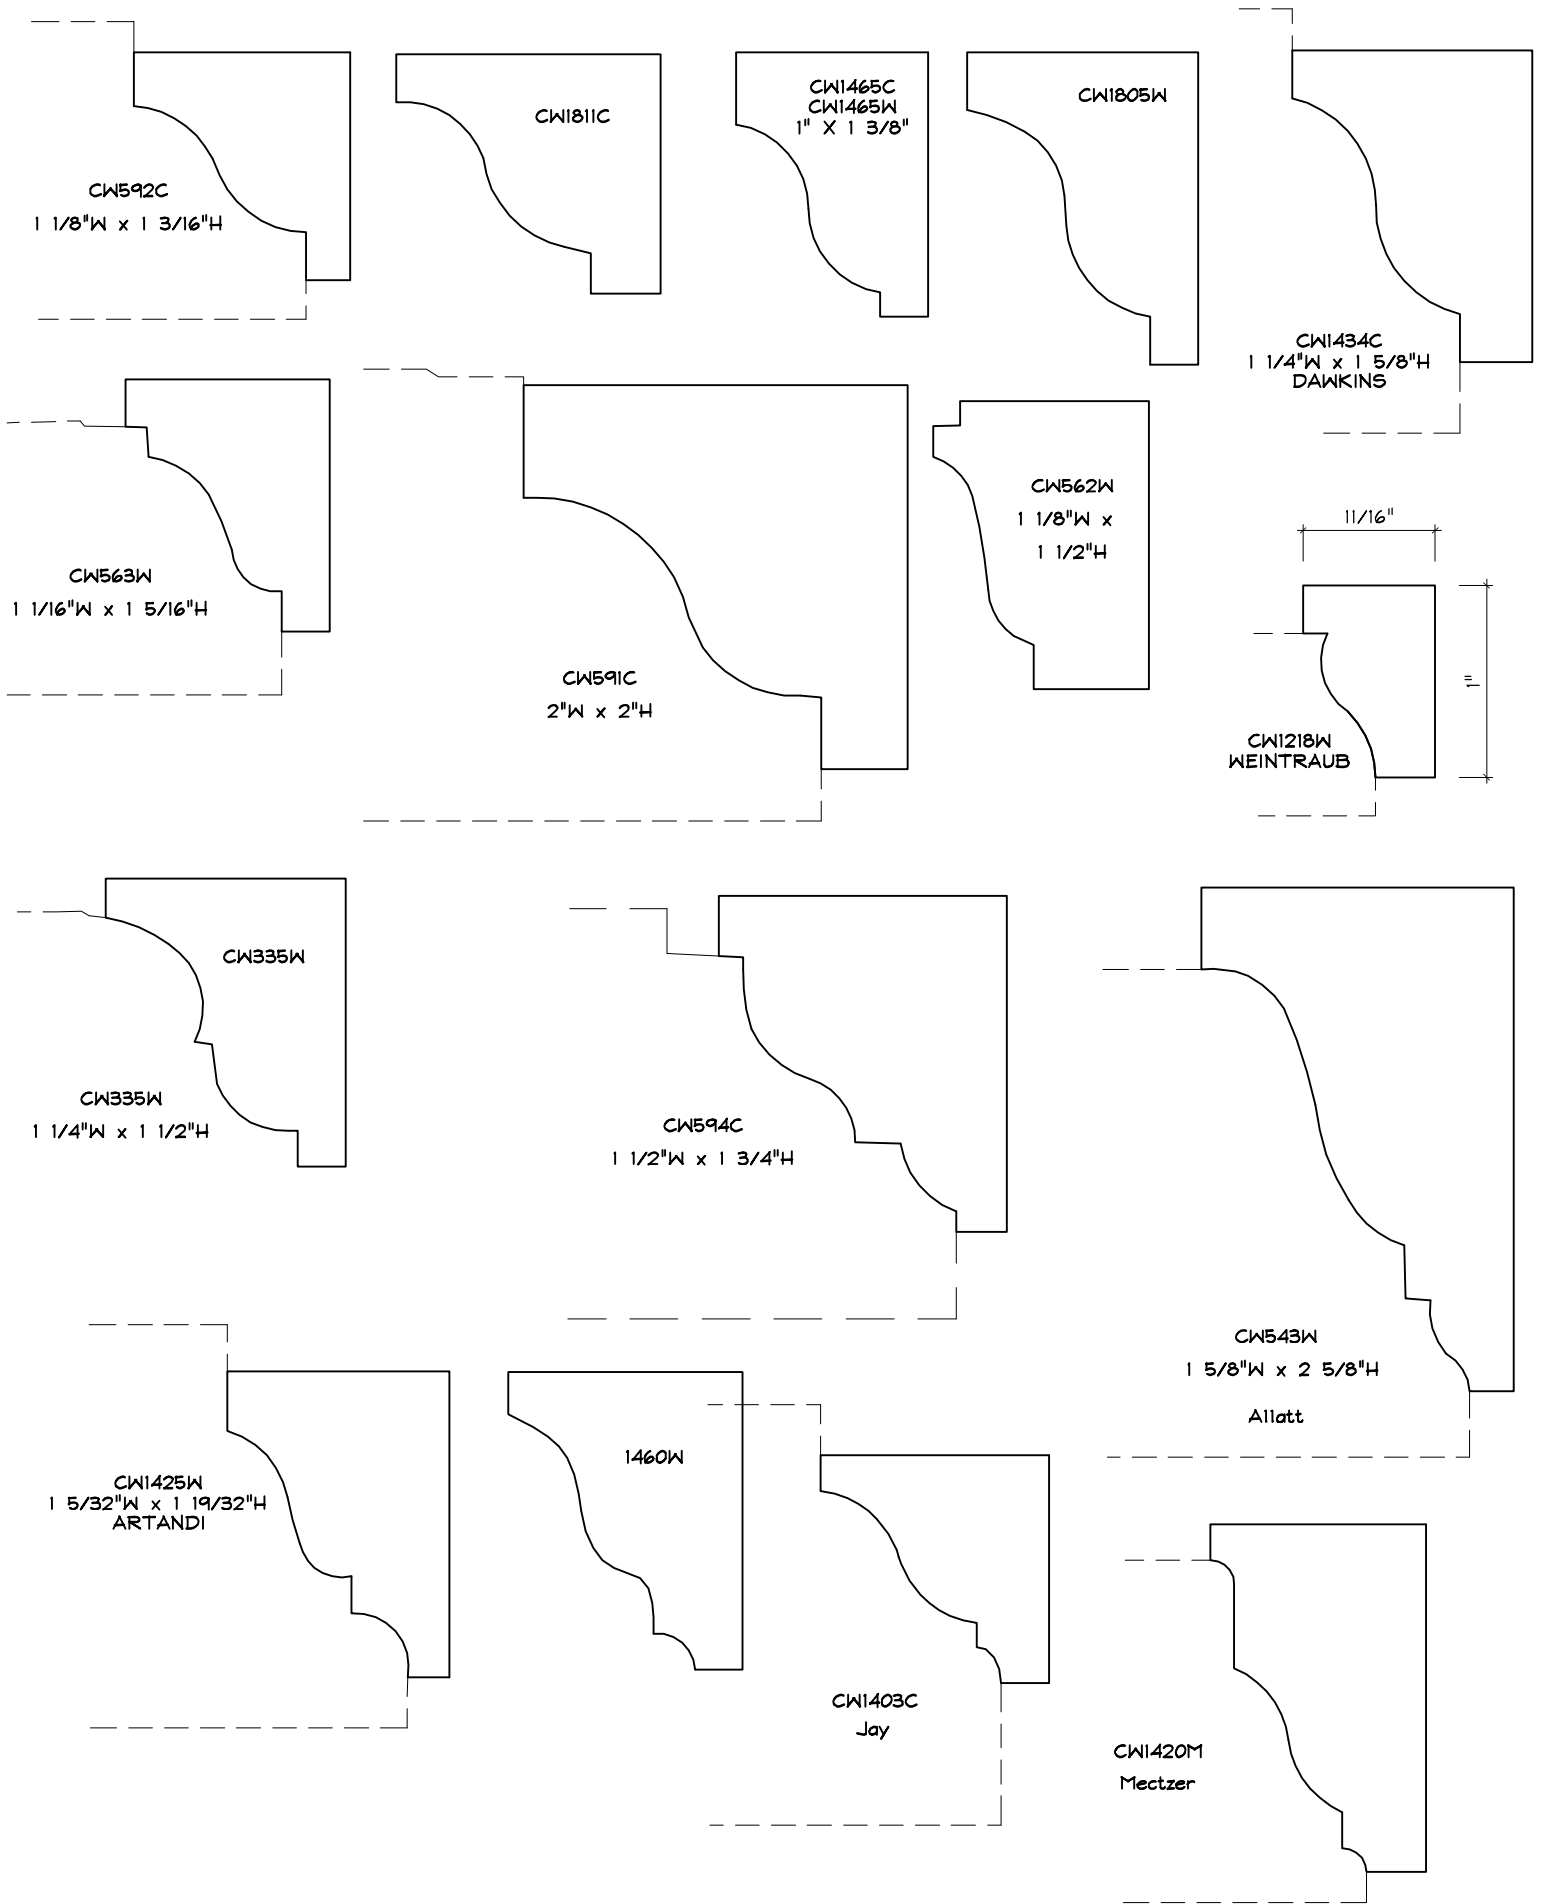 CW592C
1 1/8"W x 1 3/16"H
CW1811C
CW1465C
CW1465W
1" X 1 3/8"
CW1805W
CW1434C
1 1/4"W x 1 5/8"H
DAWKINS
CW563W
1 1/16"W x 1 5/16"H
CW591C
2"W x 2"H
CW562W
1 1/8"W x
1 1/2"H
11/16"
1"
CW1218W
WEINTRAUB
CW335W
CW335W
1 1/4"W x 1 1/2"H
CW594C
1 1/2"W x 1 3/4"H
CW543W
1 5/8"W x 2 5/8"H
Allatt
CW1425W
1 5/32"W x 1 19/32"H
ARTANDI
1460W
CW1403C
Jay
CW1420M
Mectzer